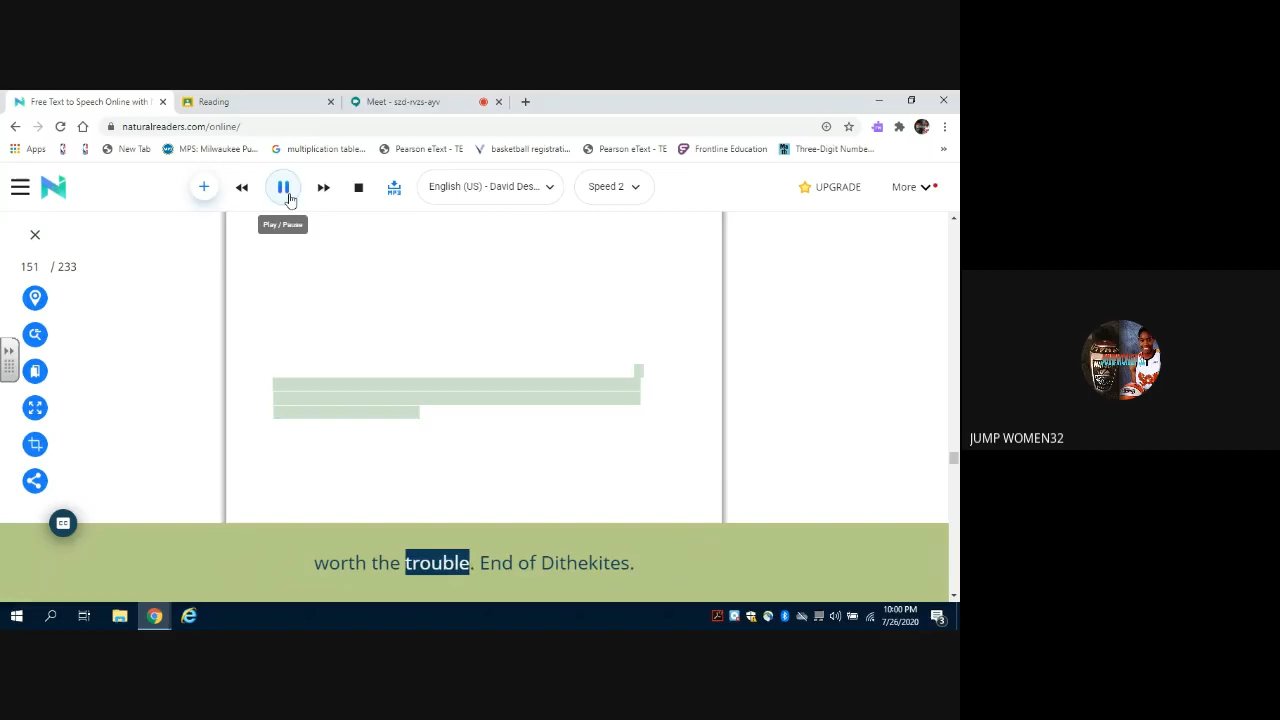 Free Text to Speech Online with
Reading
Meet - szd-rvzs-ayv
naturalreaders.com/online/
Apps
New Tab
MPS: Milwaukee Pu...
multiplication table...
Pearson eText - TE
basketball registrati...
Pearson eText - TE
Frontline Education
Three-Digit Numbe...
»
MP3
English (US) - David Des...
Speed 2
UPGRADE
More
Play / Pause
151 / 233
CC
worth the trouble. End of Dithekites.
JUMP WOMEN32
10:00 PM
7/26/2020
3